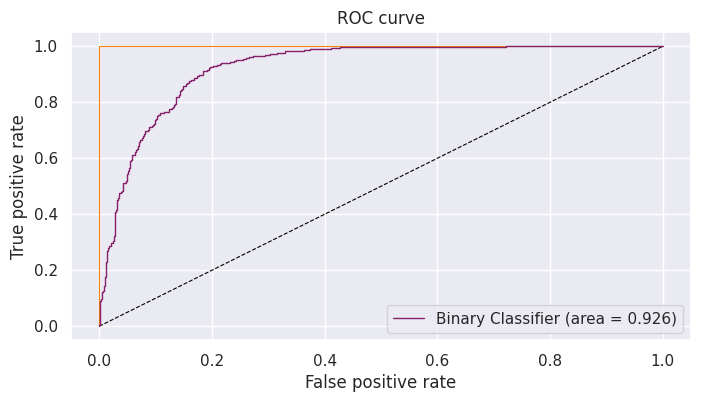 ROC curve
True positive rate
1.0
0.8
0.6
0.4
0.2
0.0
Binary Classifier (area = 0.926)
0.0 0.2 0.4 0.6 0.8 1.0
False positive rate